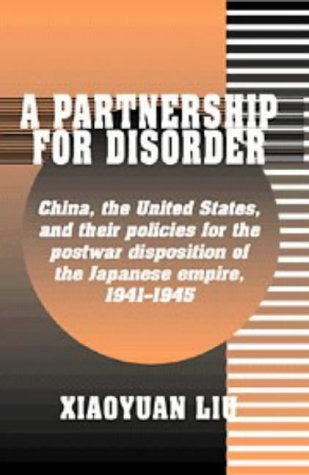 A PARTNERSHIP
FOR DISORDER
China, the United States,
and their policies for the
postwar disposition of
the Japanese empire,
1941–1945
XIAOYUAN LIU